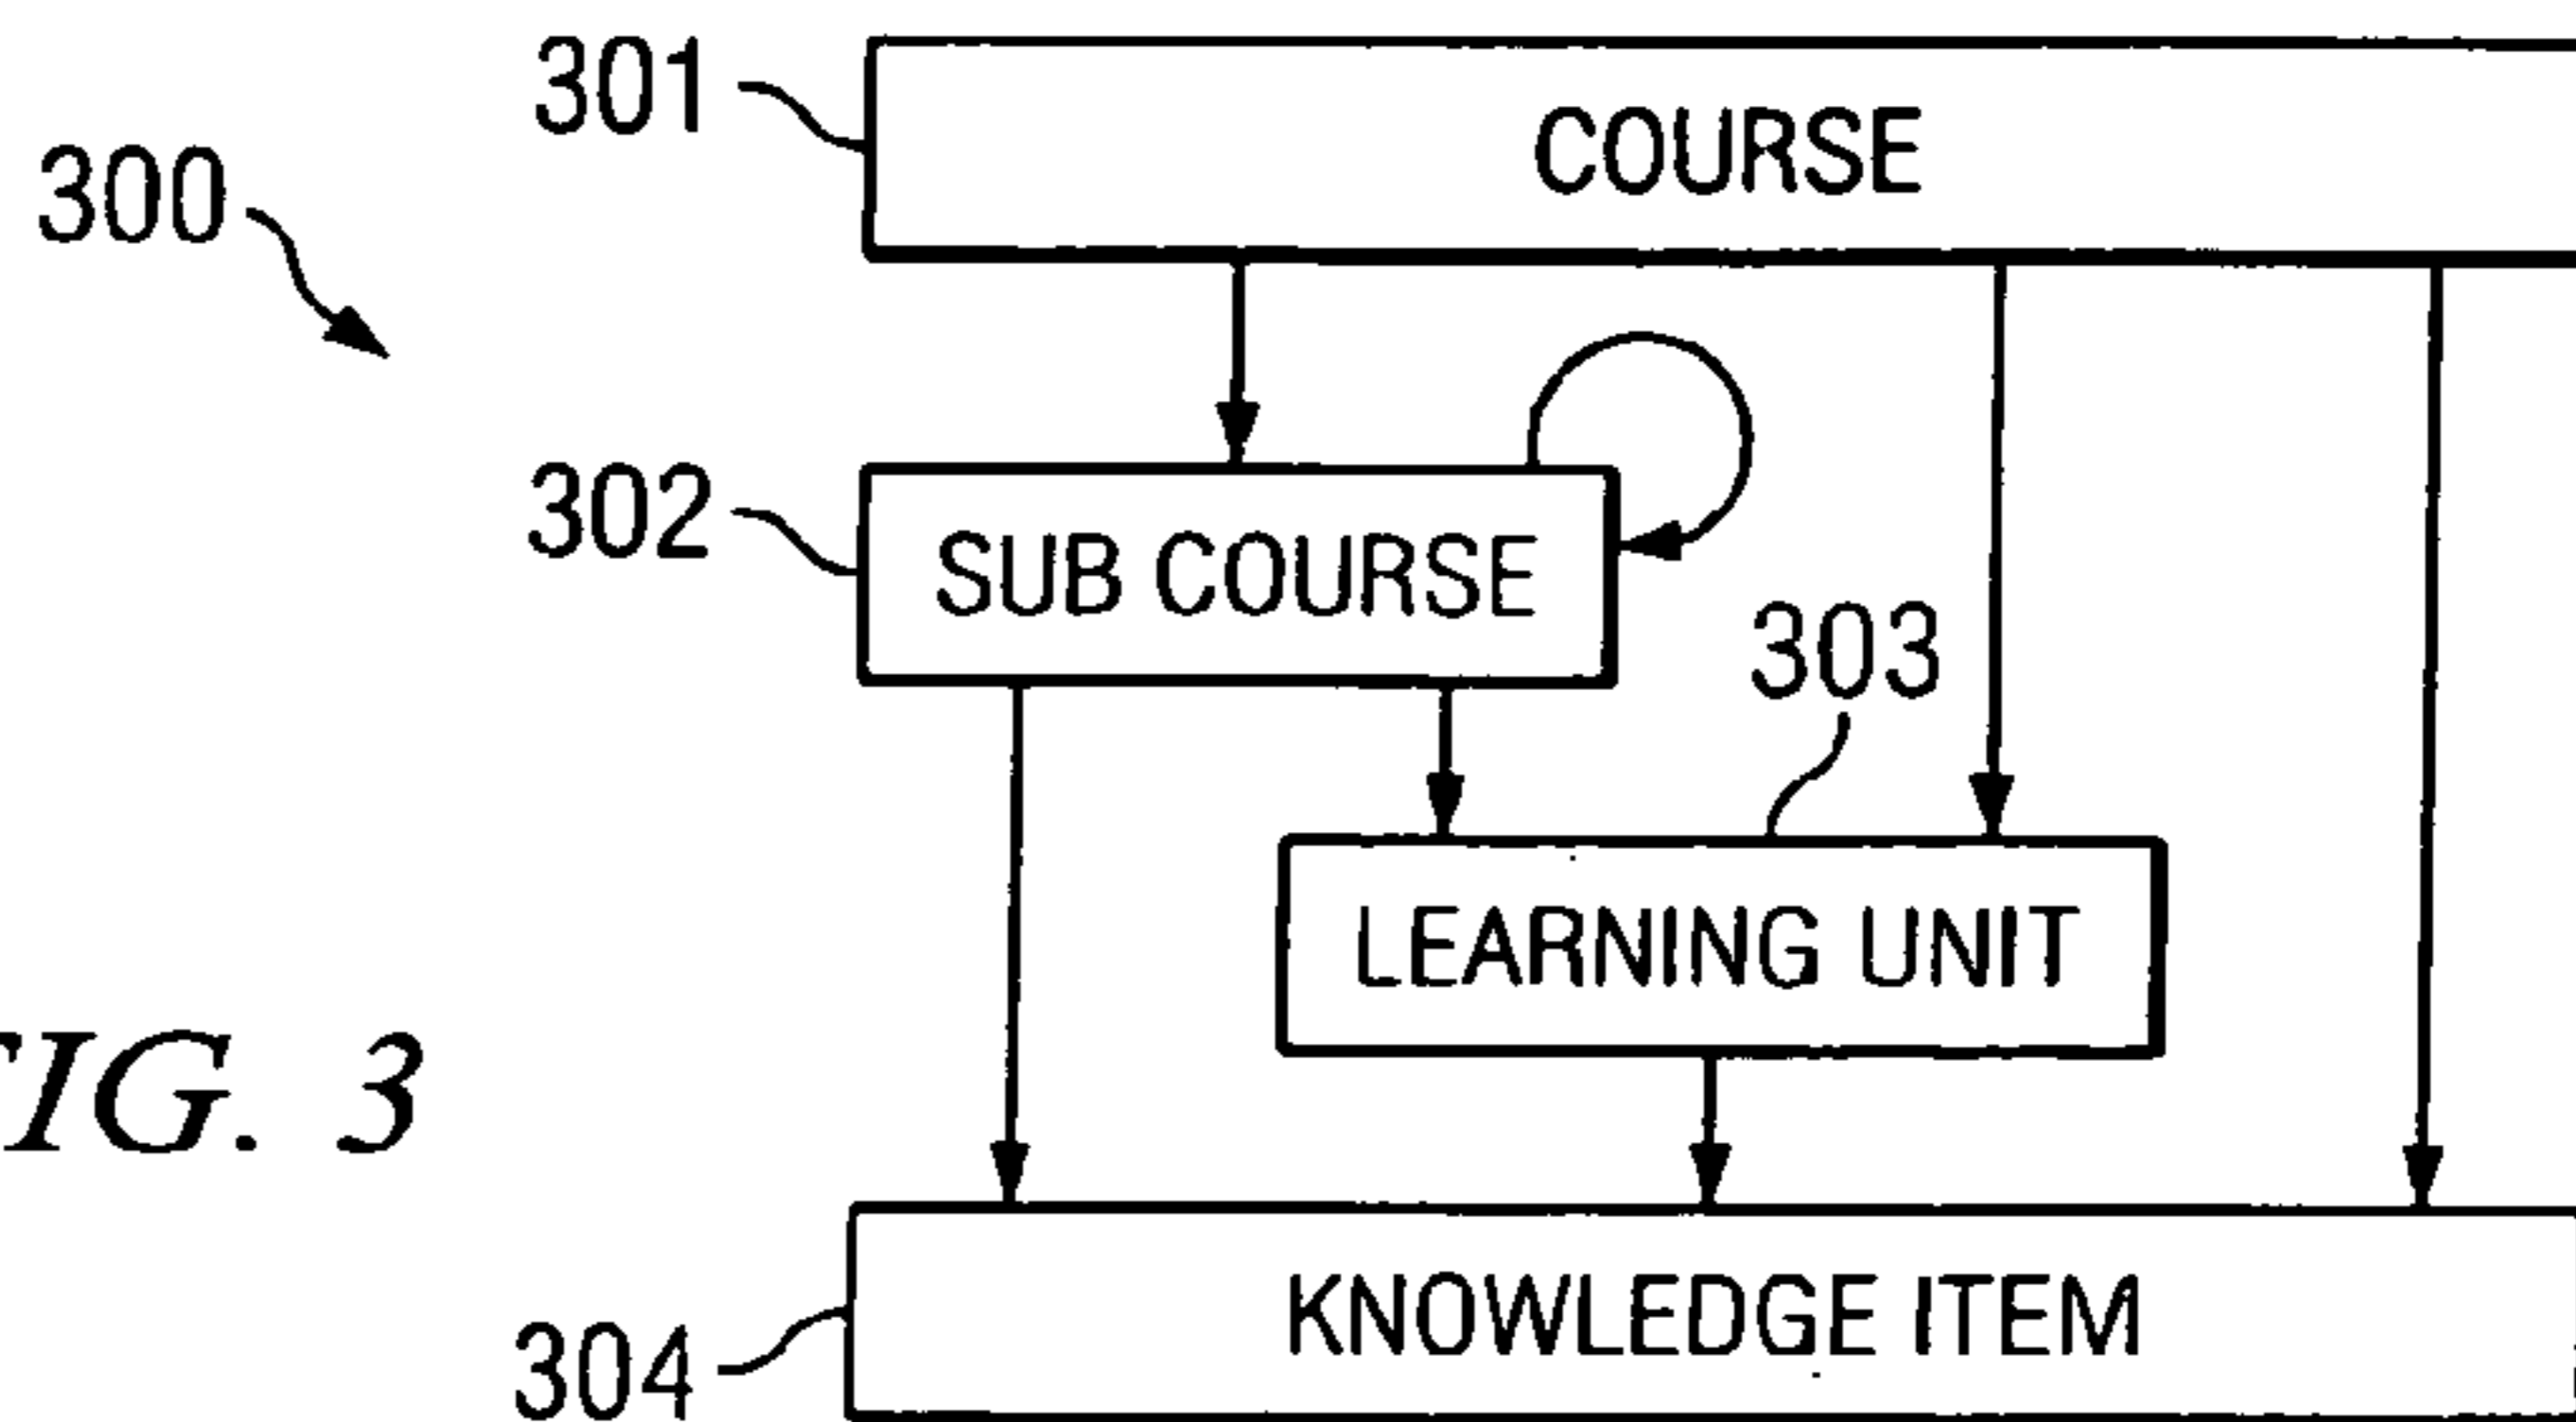 301
COURSE
300
302
SUB COURSE
303
LEARNING UNIT
IG. 3
KNOWLEDGE ITEM
304